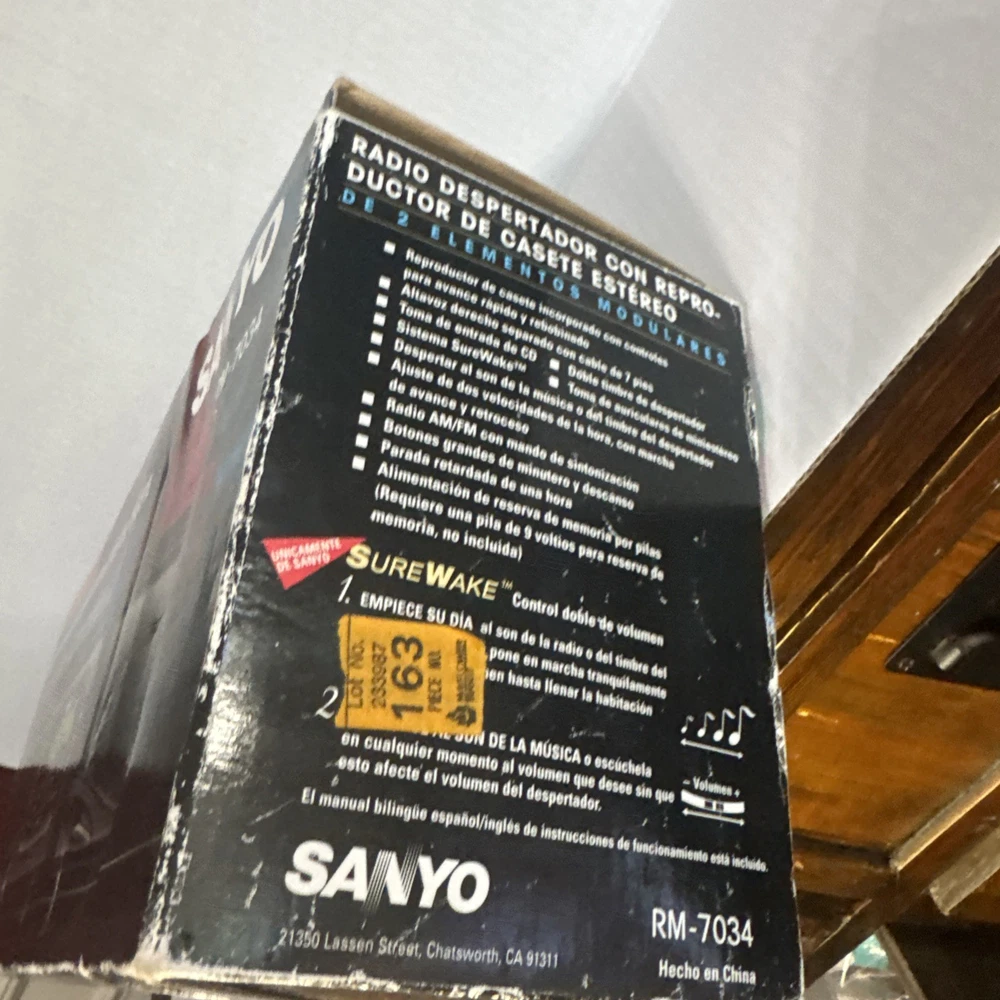 RADIO DESPERTADOR CON REPRO-
DUCTOR DE CASETE ESTÉREO
DE 2 ELEMENTOS MODULARES
Reproductor de casete incorporado con controles
para avance rápido y rebobinado
Altavoz derecho separado con cable de 7 pies
Toma de entrada de CD
Doble timbre de despertador
Sistema SureWake™
Toma de auriculares de miniestéreo
Despertar al son de la música o del timbre del despertador
Ajuste de dos velocidades de la hora, con marcha
de avance y retroceso
Radio AM/FM con mando de sintonización
Botones grandes de minutero y descanso
Parada retardada de una hora
Alimentación de reserva de memoria por pilas
(Requiere una pila de 9 voltios para reserva de
memoria, no incluida)
UNICAMENTE
DE SANYO
SUREWAKE™ Control doble de volumen
1. EMPIECE SU DÍA al son de la radio o del timbre del
pone en marcha tranquilamente
hasta llenar la habitación
2
SON DE LA MÚSICA o escúchela
en cualquier momento al volumen que desee sin que
esto afecte el volumen del despertador.
Lot No.
233987
163
PIECE NO.
- Volumen +
El manual bilingüe español/inglés de instrucciones de funcionamiento está incluido.
SANYO
21350 Lassen Street, Chatsworth, CA 91311
RM-7034
Hecho en China